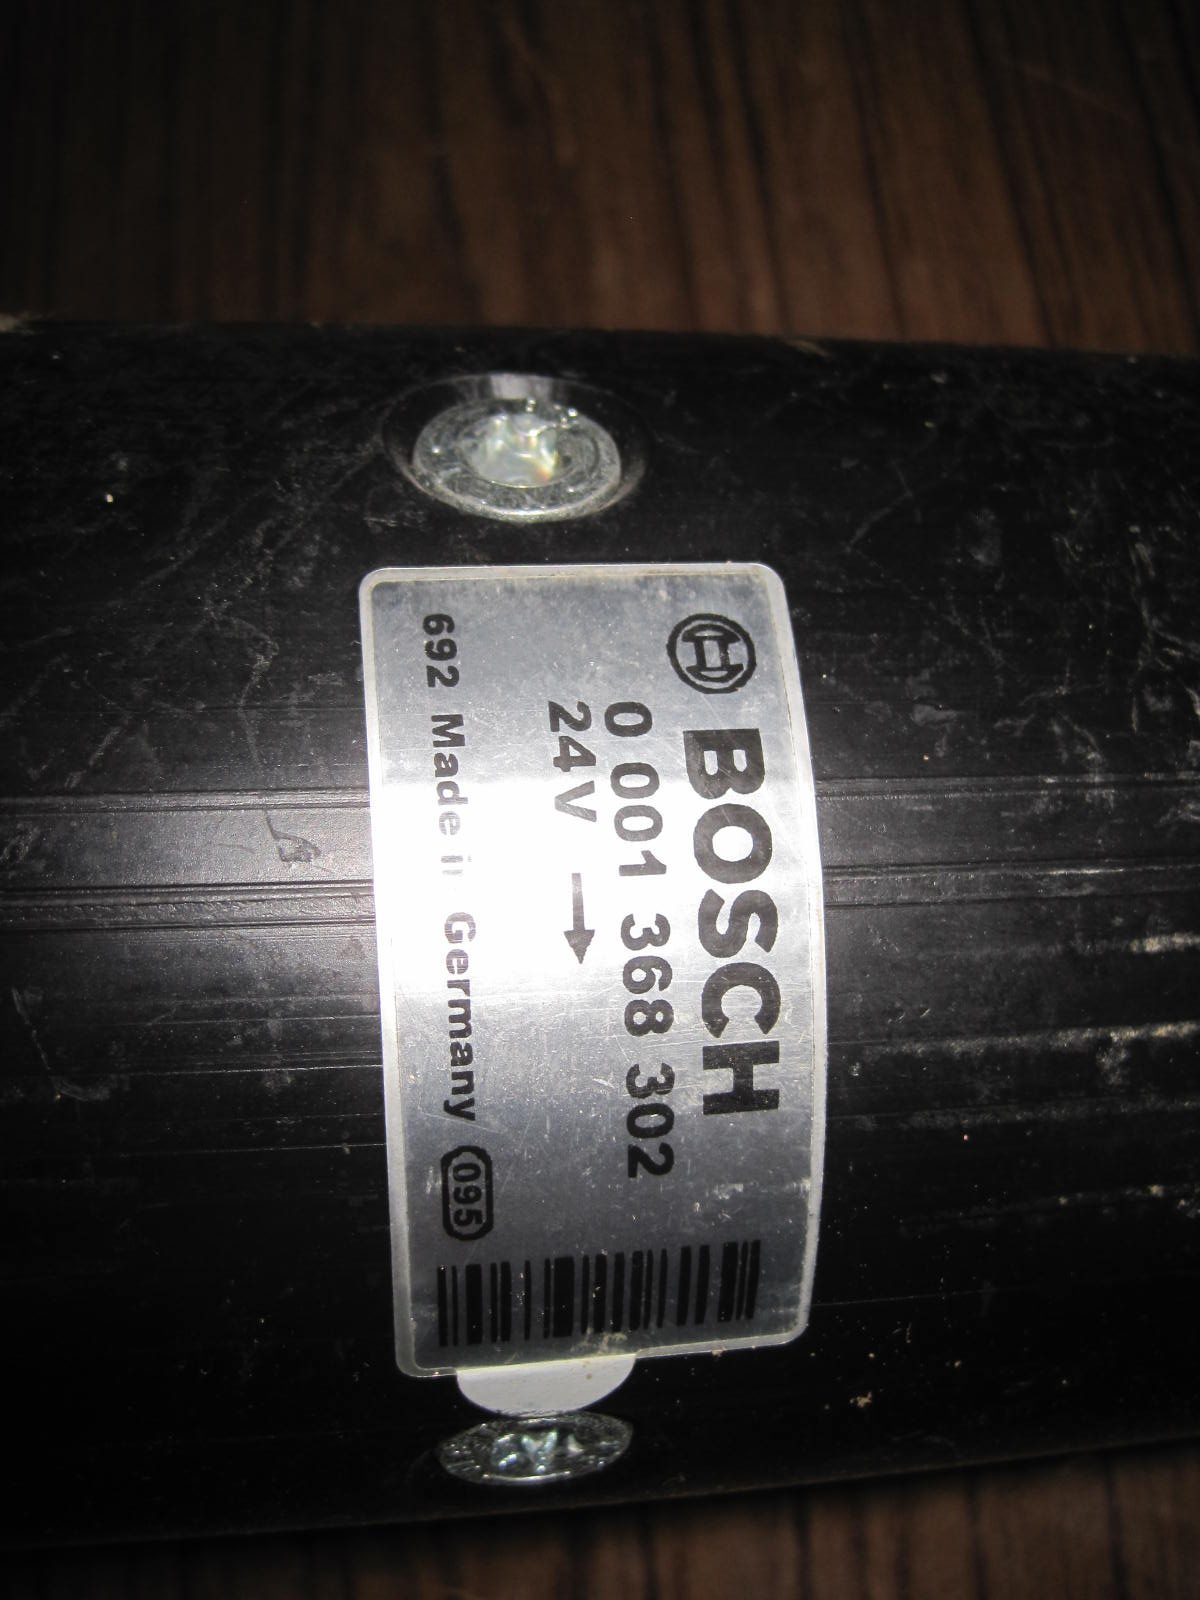 BOSCH
0 001 368 302
24V
692 Made in Germany 095